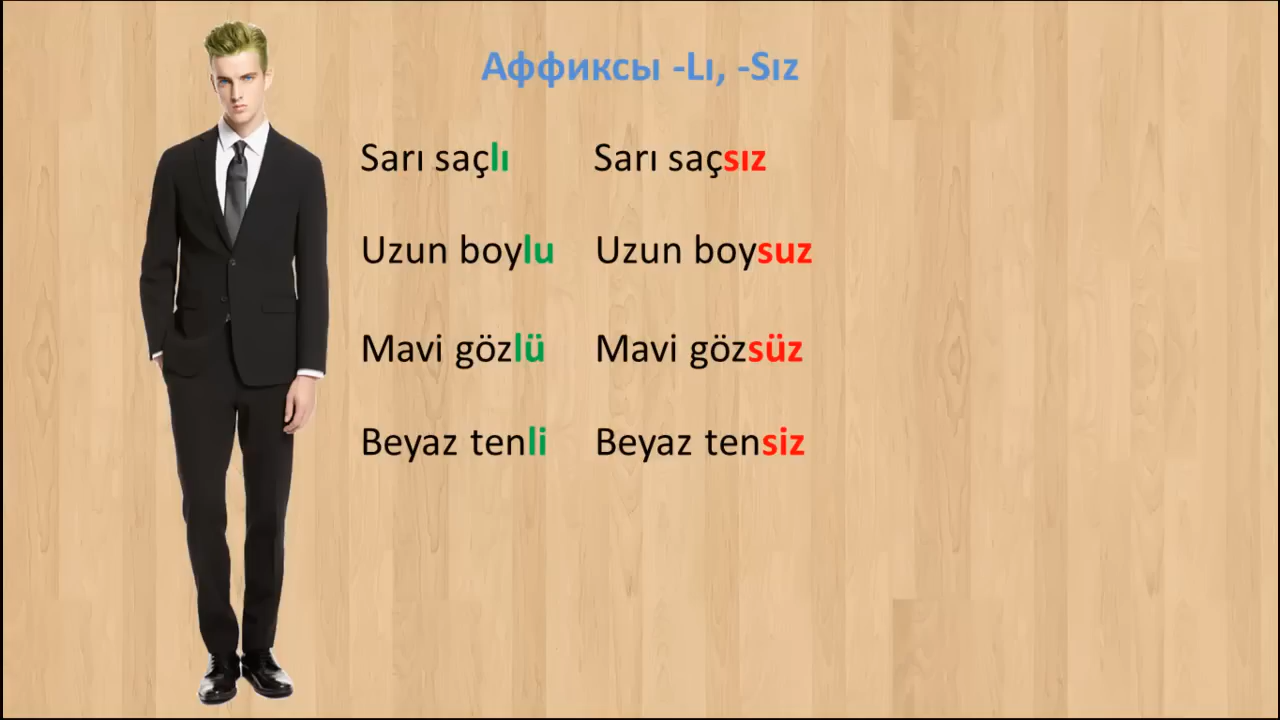 Аффиксы -Lı, -Sız
Sarı saçlı Sarı saçsız
Uzun boylu Uzun boysuz
Mavi gözlü Mavi gözsüz
Beyaz tenli Beyaz tensiz